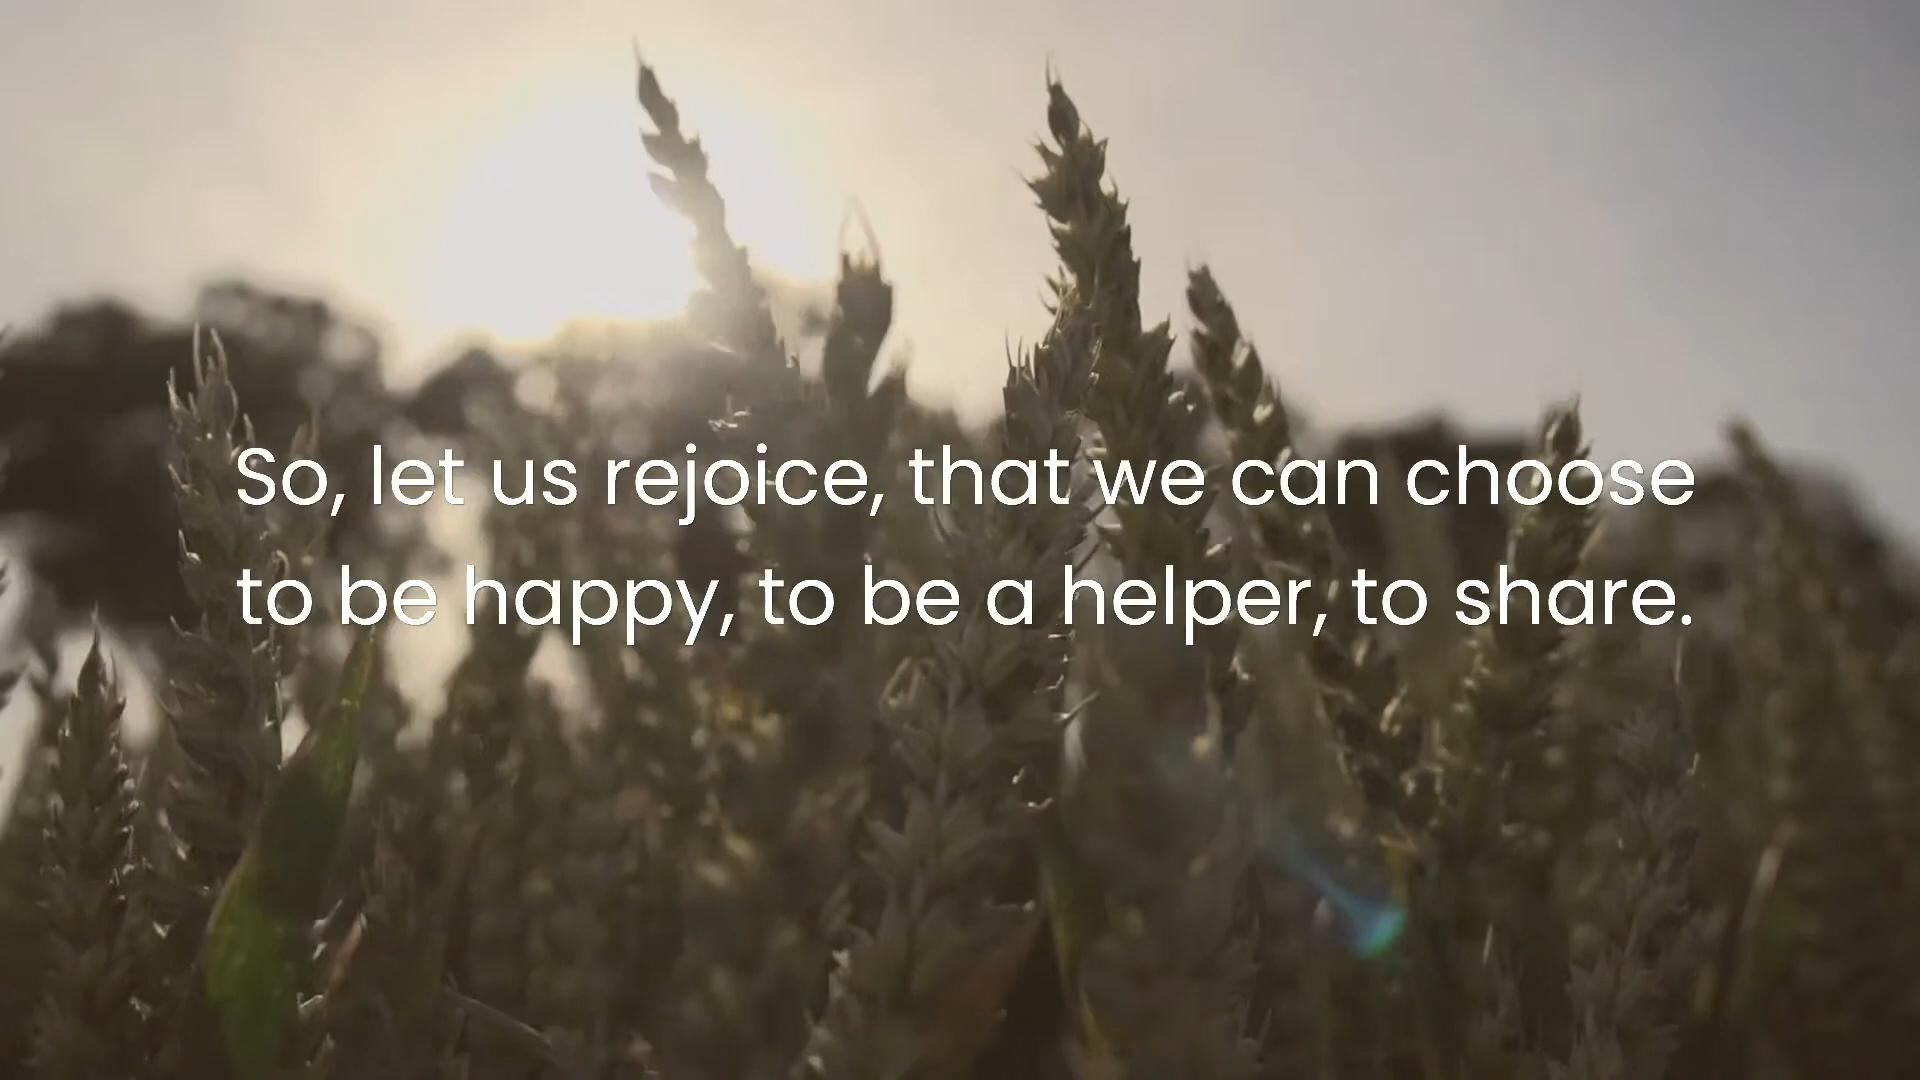 So, let us rejoice, that we can choose
to be happy, to be a helper, to share.